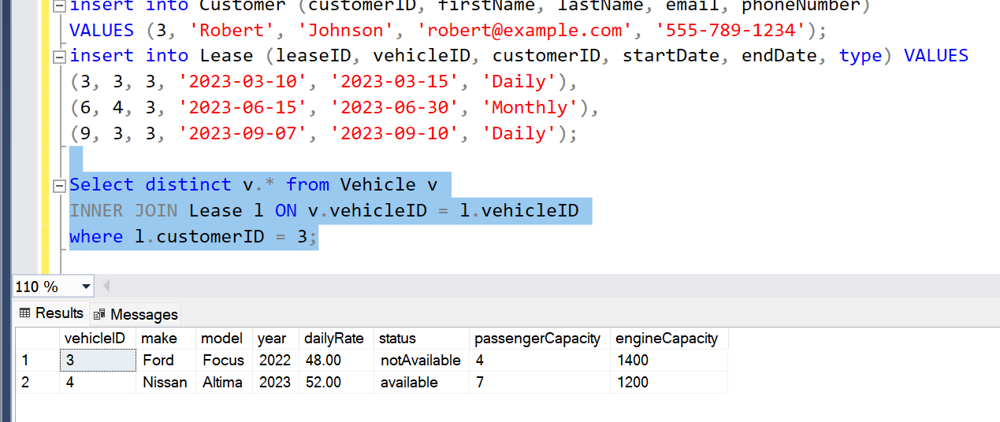 insert into Customer (customerID, firstName, lastName, email, phoneNumber)
VALUES (3, 'Robert', 'Johnson', 'robert@example.com', '555-789-1234');
insert into Lease (leaseID, vehicleID, customerID, startDate, endDate, type) VALUES
(3, 3, 3, '2023-03-10', '2023-03-15', 'Daily'),
(6, 4, 3, '2023-06-15', '2023-06-30', 'Monthly'),
(9, 3, 3, '2023-09-07', '2023-09-10', 'Daily');
Select distinct v.* from Vehicle v
INNER JOIN Lease l ON v.vehicleID = l.vehicleID
where l.customerID = 3;
110 %
Results Messages
vehicleID make model year dailyRate status passengerCapacity engineCapacity
1 3 Ford Focus 2022 48.00 notAvailable 4 1400
2 4 Nissan Altima 2023 52.00 available 7 1200